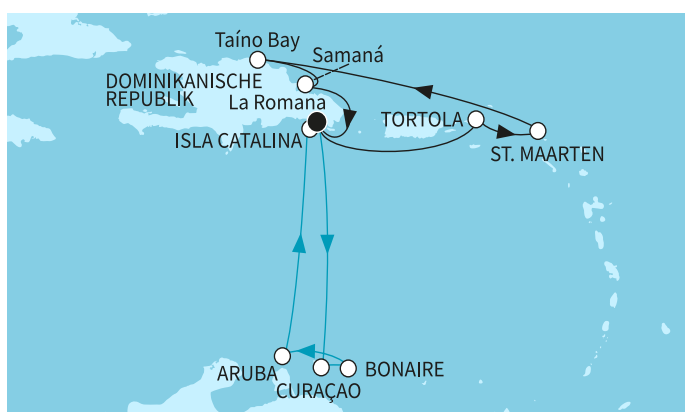 Taíno Bay
Samaná
DOMINIKANISCHE
REPUBLIK
La Romana
ISLA CATALINA
TORTOLA
ST. MAARTEN
ARUBA
CURAÇAO
BONAIRE